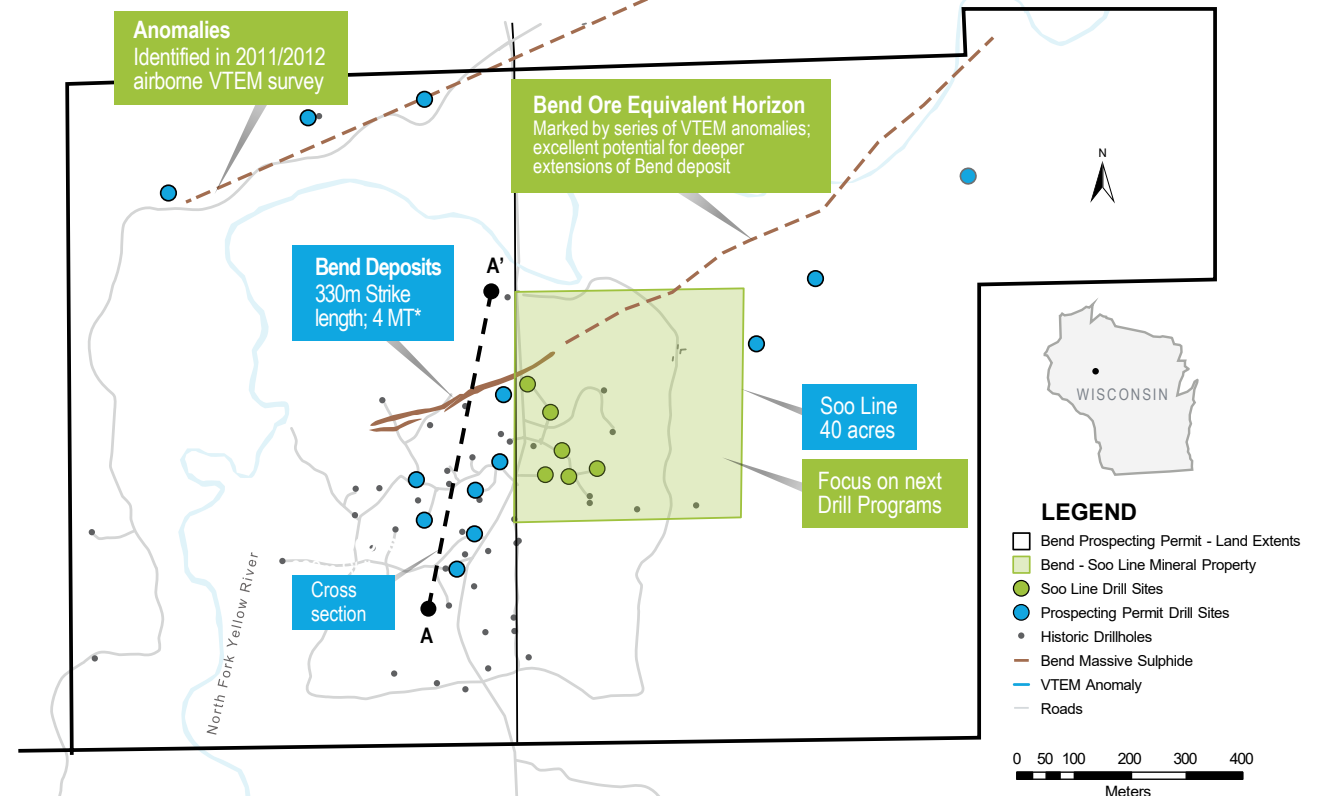 Anomalies
Identified in 2011/2012
airborne VTEM survey
Bend Ore Equivalent Horizon
Marked by series of VTEM anomalies;
excellent potential for deeper
extensions of Bend deposit
N
Bend Deposits
330m Strike
length; 4 MT*
A’
Soo Line
40 acres
Focus on next
Drill Programs
Cross
section
A
North Fork Yellow River
WISCONSIN
LEGEND
Bend Prospecting Permit - Land Extents
Bend - Soo Line Mineral Property
Soo Line Drill Sites
Prospecting Permit Drill Sites
Historic Drillholes
Bend Massive Sulphide
VTEM Anomaly
Roads
0 50 100 200 300 400
Meters